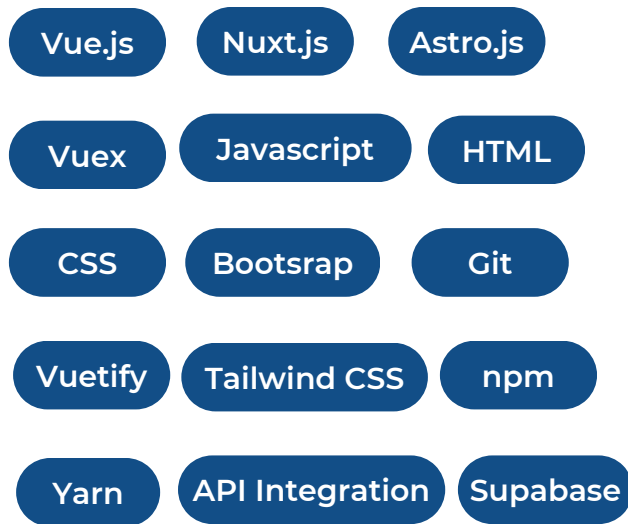 Vue.js Nuxt.js Astro.js
Vuex Javascript HTML
CSS Bootsrap Git
Vuetify Tailwind CSS npm
Yarn API Integration Supabase